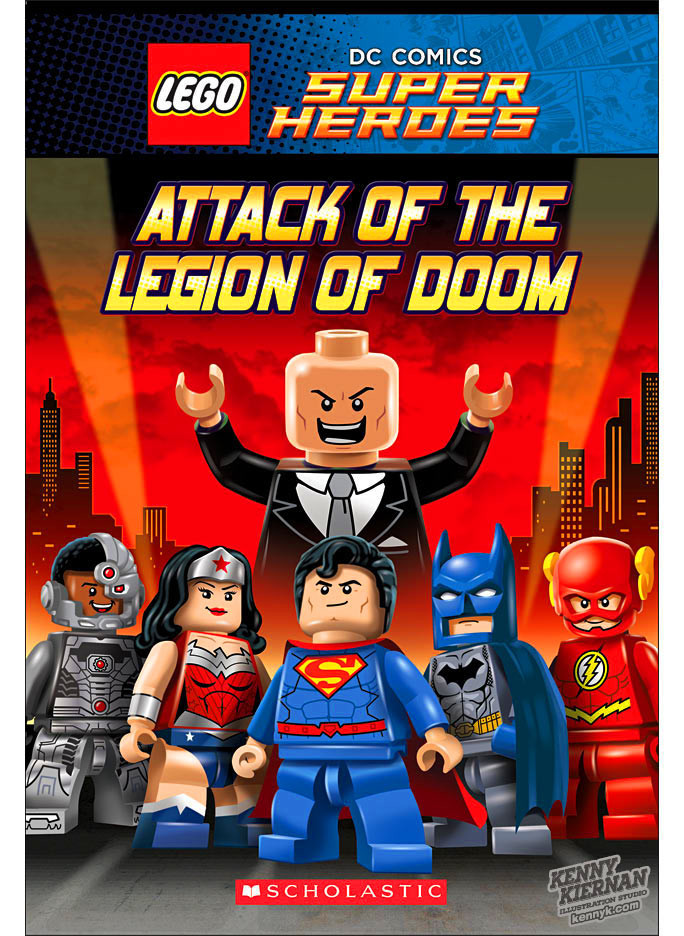 LEGO
DC COMICS
SUPER
HEROES
ATTACK OF THE
LEGION OF DOOM
S
SCHOLASTIC
KENNY
KIERNAN
ILLUSTRATION STUDIO
kennyk.com